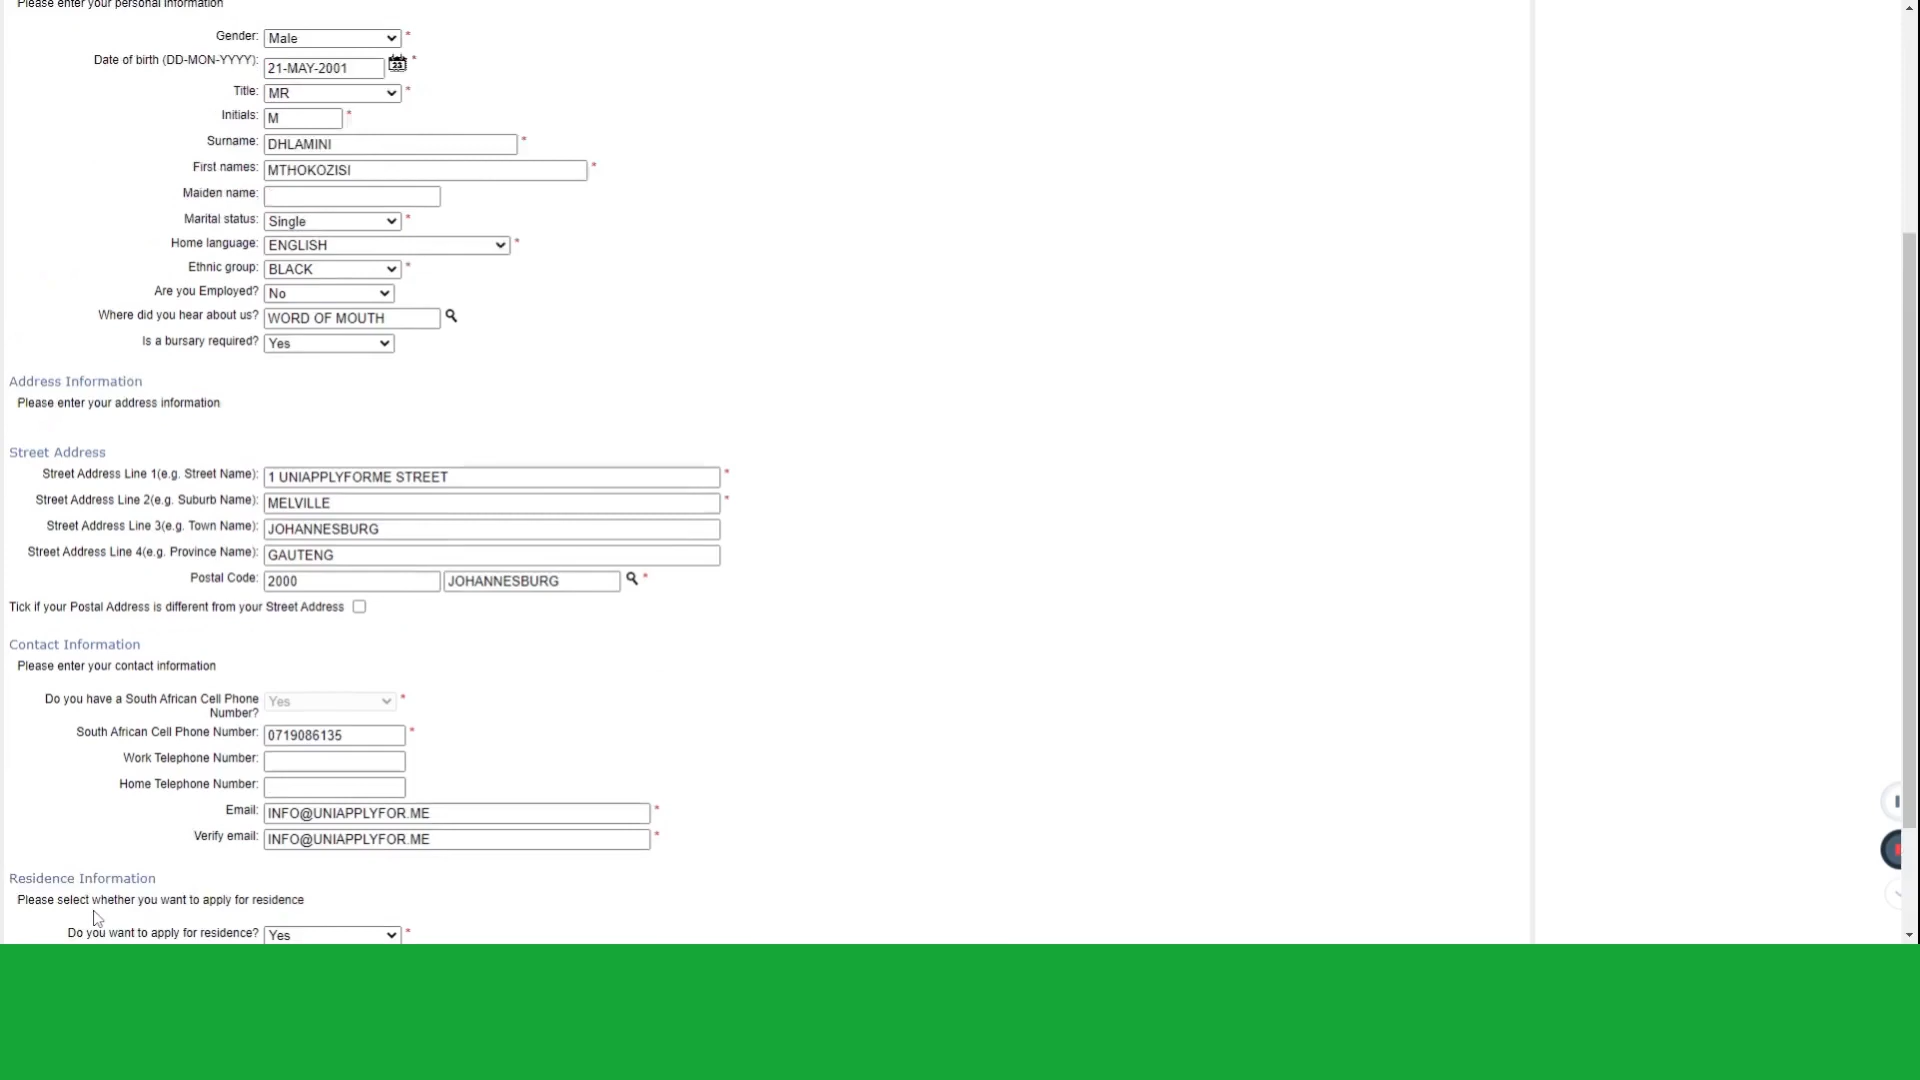 Please enter your personal information
Gender: Male *
Date of birth (DD-MON-YYYY): 21-MAY-2001 23 *
Title: MR *
Initials: M *
Surname: DHLAMINI *
First names: MTHOKOZISI *
Maiden name:
Marital status: Single *
Home language: ENGLISH *
Ethnic group: BLACK *
Are you Employed? No
Where did you hear about us? WORD OF MOUTH
Is a bursary required? Yes
Address Information
Please enter your address information
Street Address
Street Address Line 1(e.g. Street Name): 1 UNIAPPLYFORME STREET *
Street Address Line 2(e.g. Suburb Name): MELVILLE *
Street Address Line 3(e.g. Town Name): JOHANNESBURG
Street Address Line 4(e.g. Province Name): GAUTENG
Postal Code: 2000 JOHANNESBURG *
Tick if your Postal Address is different from your Street Address
Contact Information
Please enter your contact information
Do you have a South African Cell Phone Yes *
Number?
South African Cell Phone Number: 0719086135 *
Work Telephone Number:
Home Telephone Number:
Email: INFO@UNIAPPLYFOR.ME *
Verify email: INFO@UNIAPPLYFOR.ME *
Residence Information
Please select whether you want to apply for residence
Do you want to apply for residence? Yes *